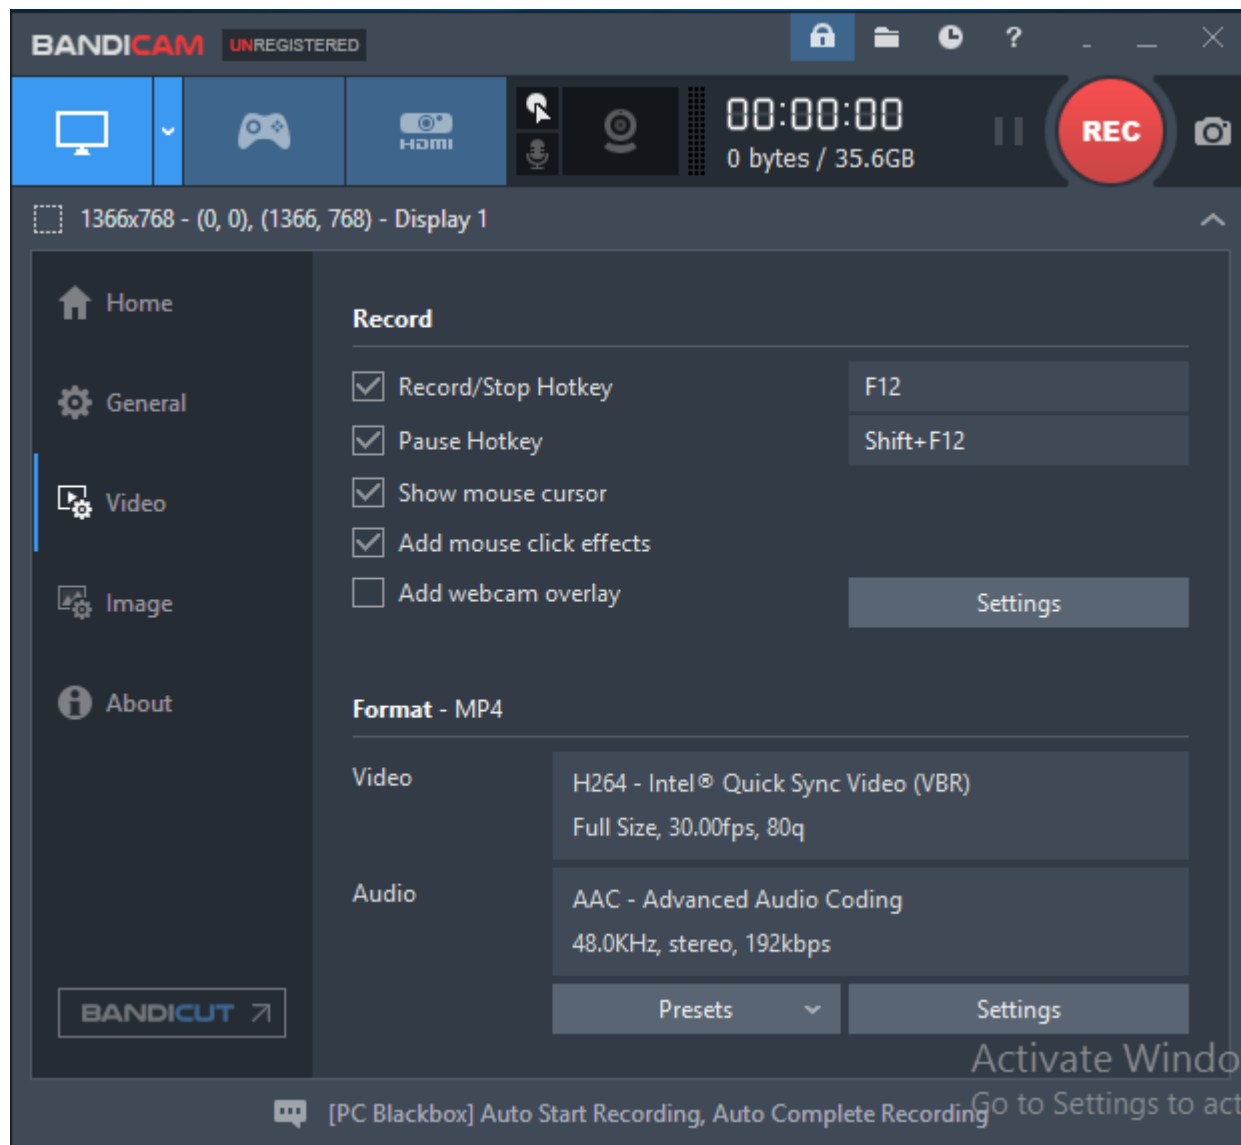 BANDICAM UNREGISTERED
?
HDMI
00:00:00
0 bytes / 35.6GB
REC
1366x768 - (0, 0), (1366, 768) - Display 1
Home
General
Video
Image
About
BANDICUT
Record
Record/Stop Hotkey F12
Pause Hotkey Shift+F12
Show mouse cursor
Add mouse click effects
Add webcam overlay Settings
Format - MP4
Video H264 - Intel® Quick Sync Video (VBR)
Full Size, 30.00fps, 80q
Audio AAC - Advanced Audio Coding
48.0KHz, stereo, 192kbps
Presets Settings
Activate Windo
Go to Settings to act
[PC Blackbox] Auto Start Recording, Auto Complete Recording